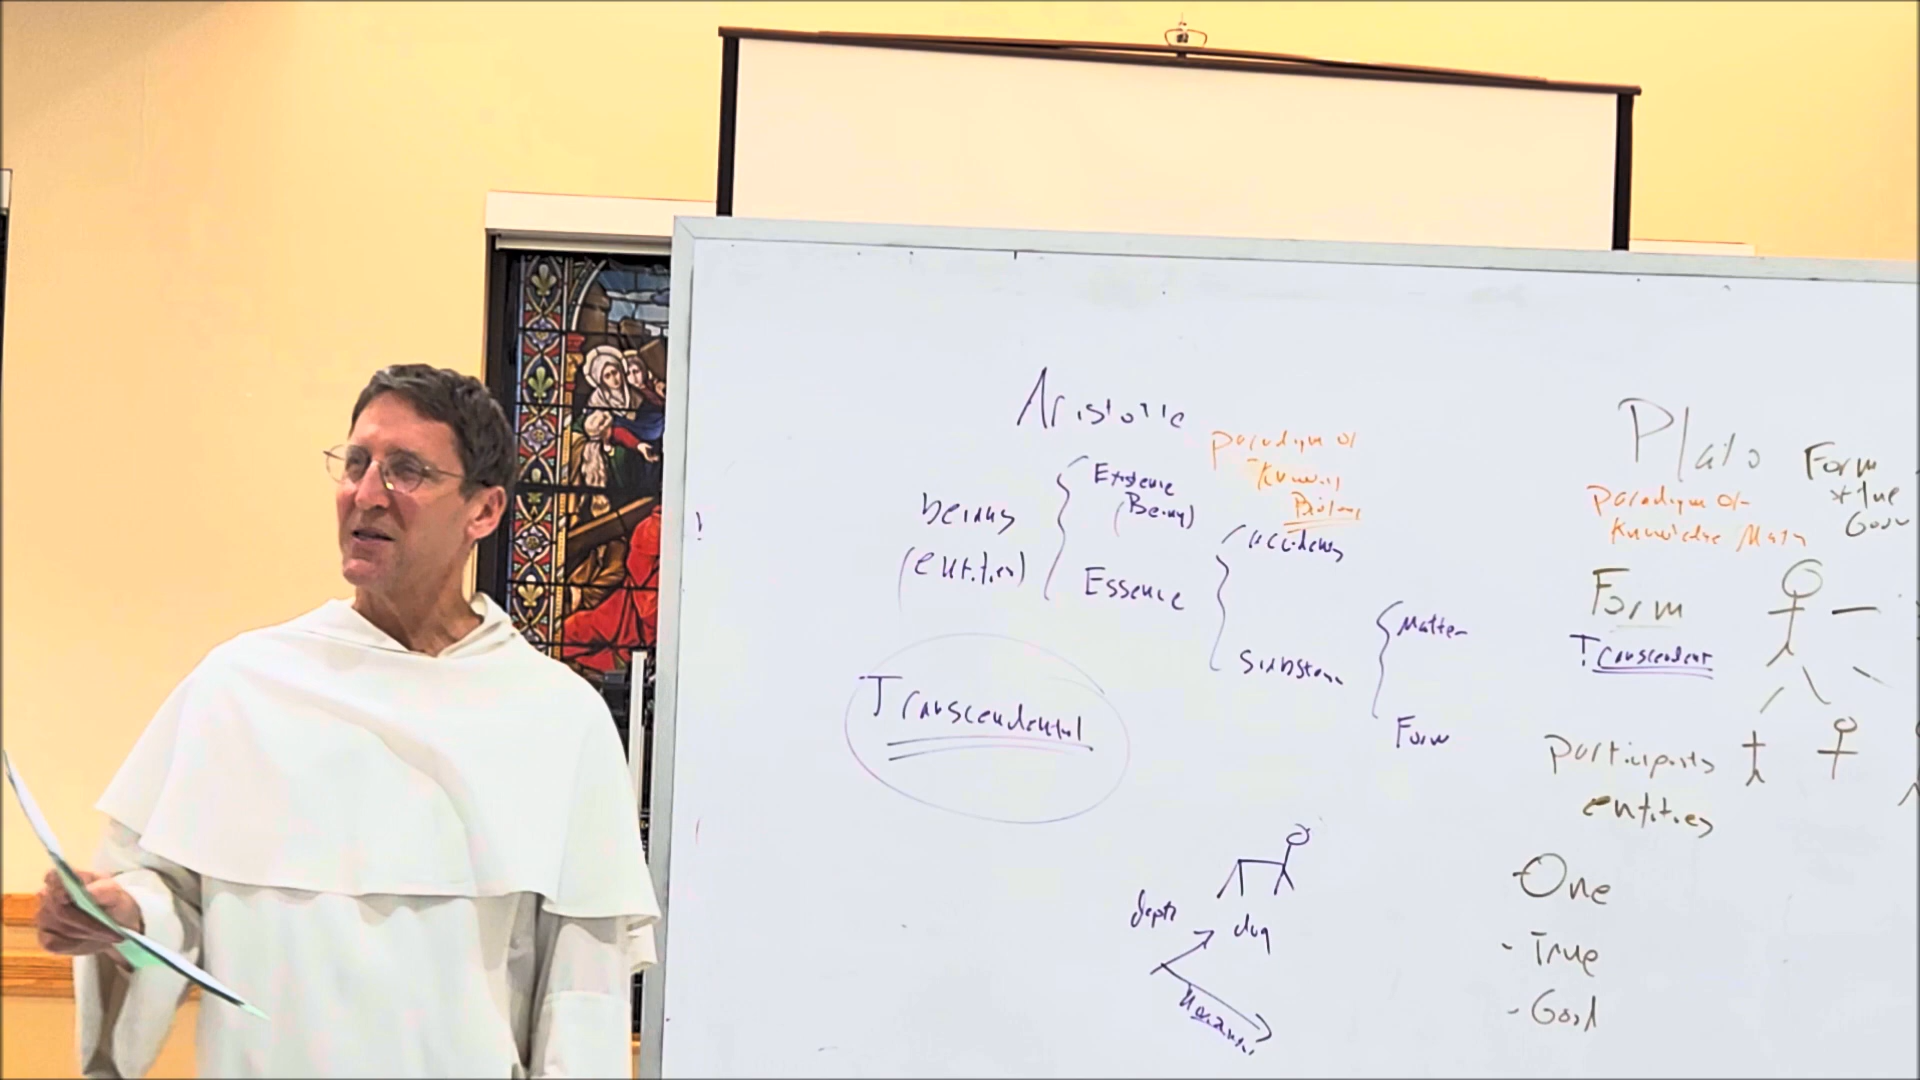 Aristotle
paradigm of
Knowing
Biology
beings
(entities)
Existence
(Being)
Essence
accidents
Substance
Matter
Form
Transcendental
depth
dog
Plato
Form
of the
Good
paradigm of
Knowledge Math
Form
Transcendent
participants
entities
One
- True
- Good